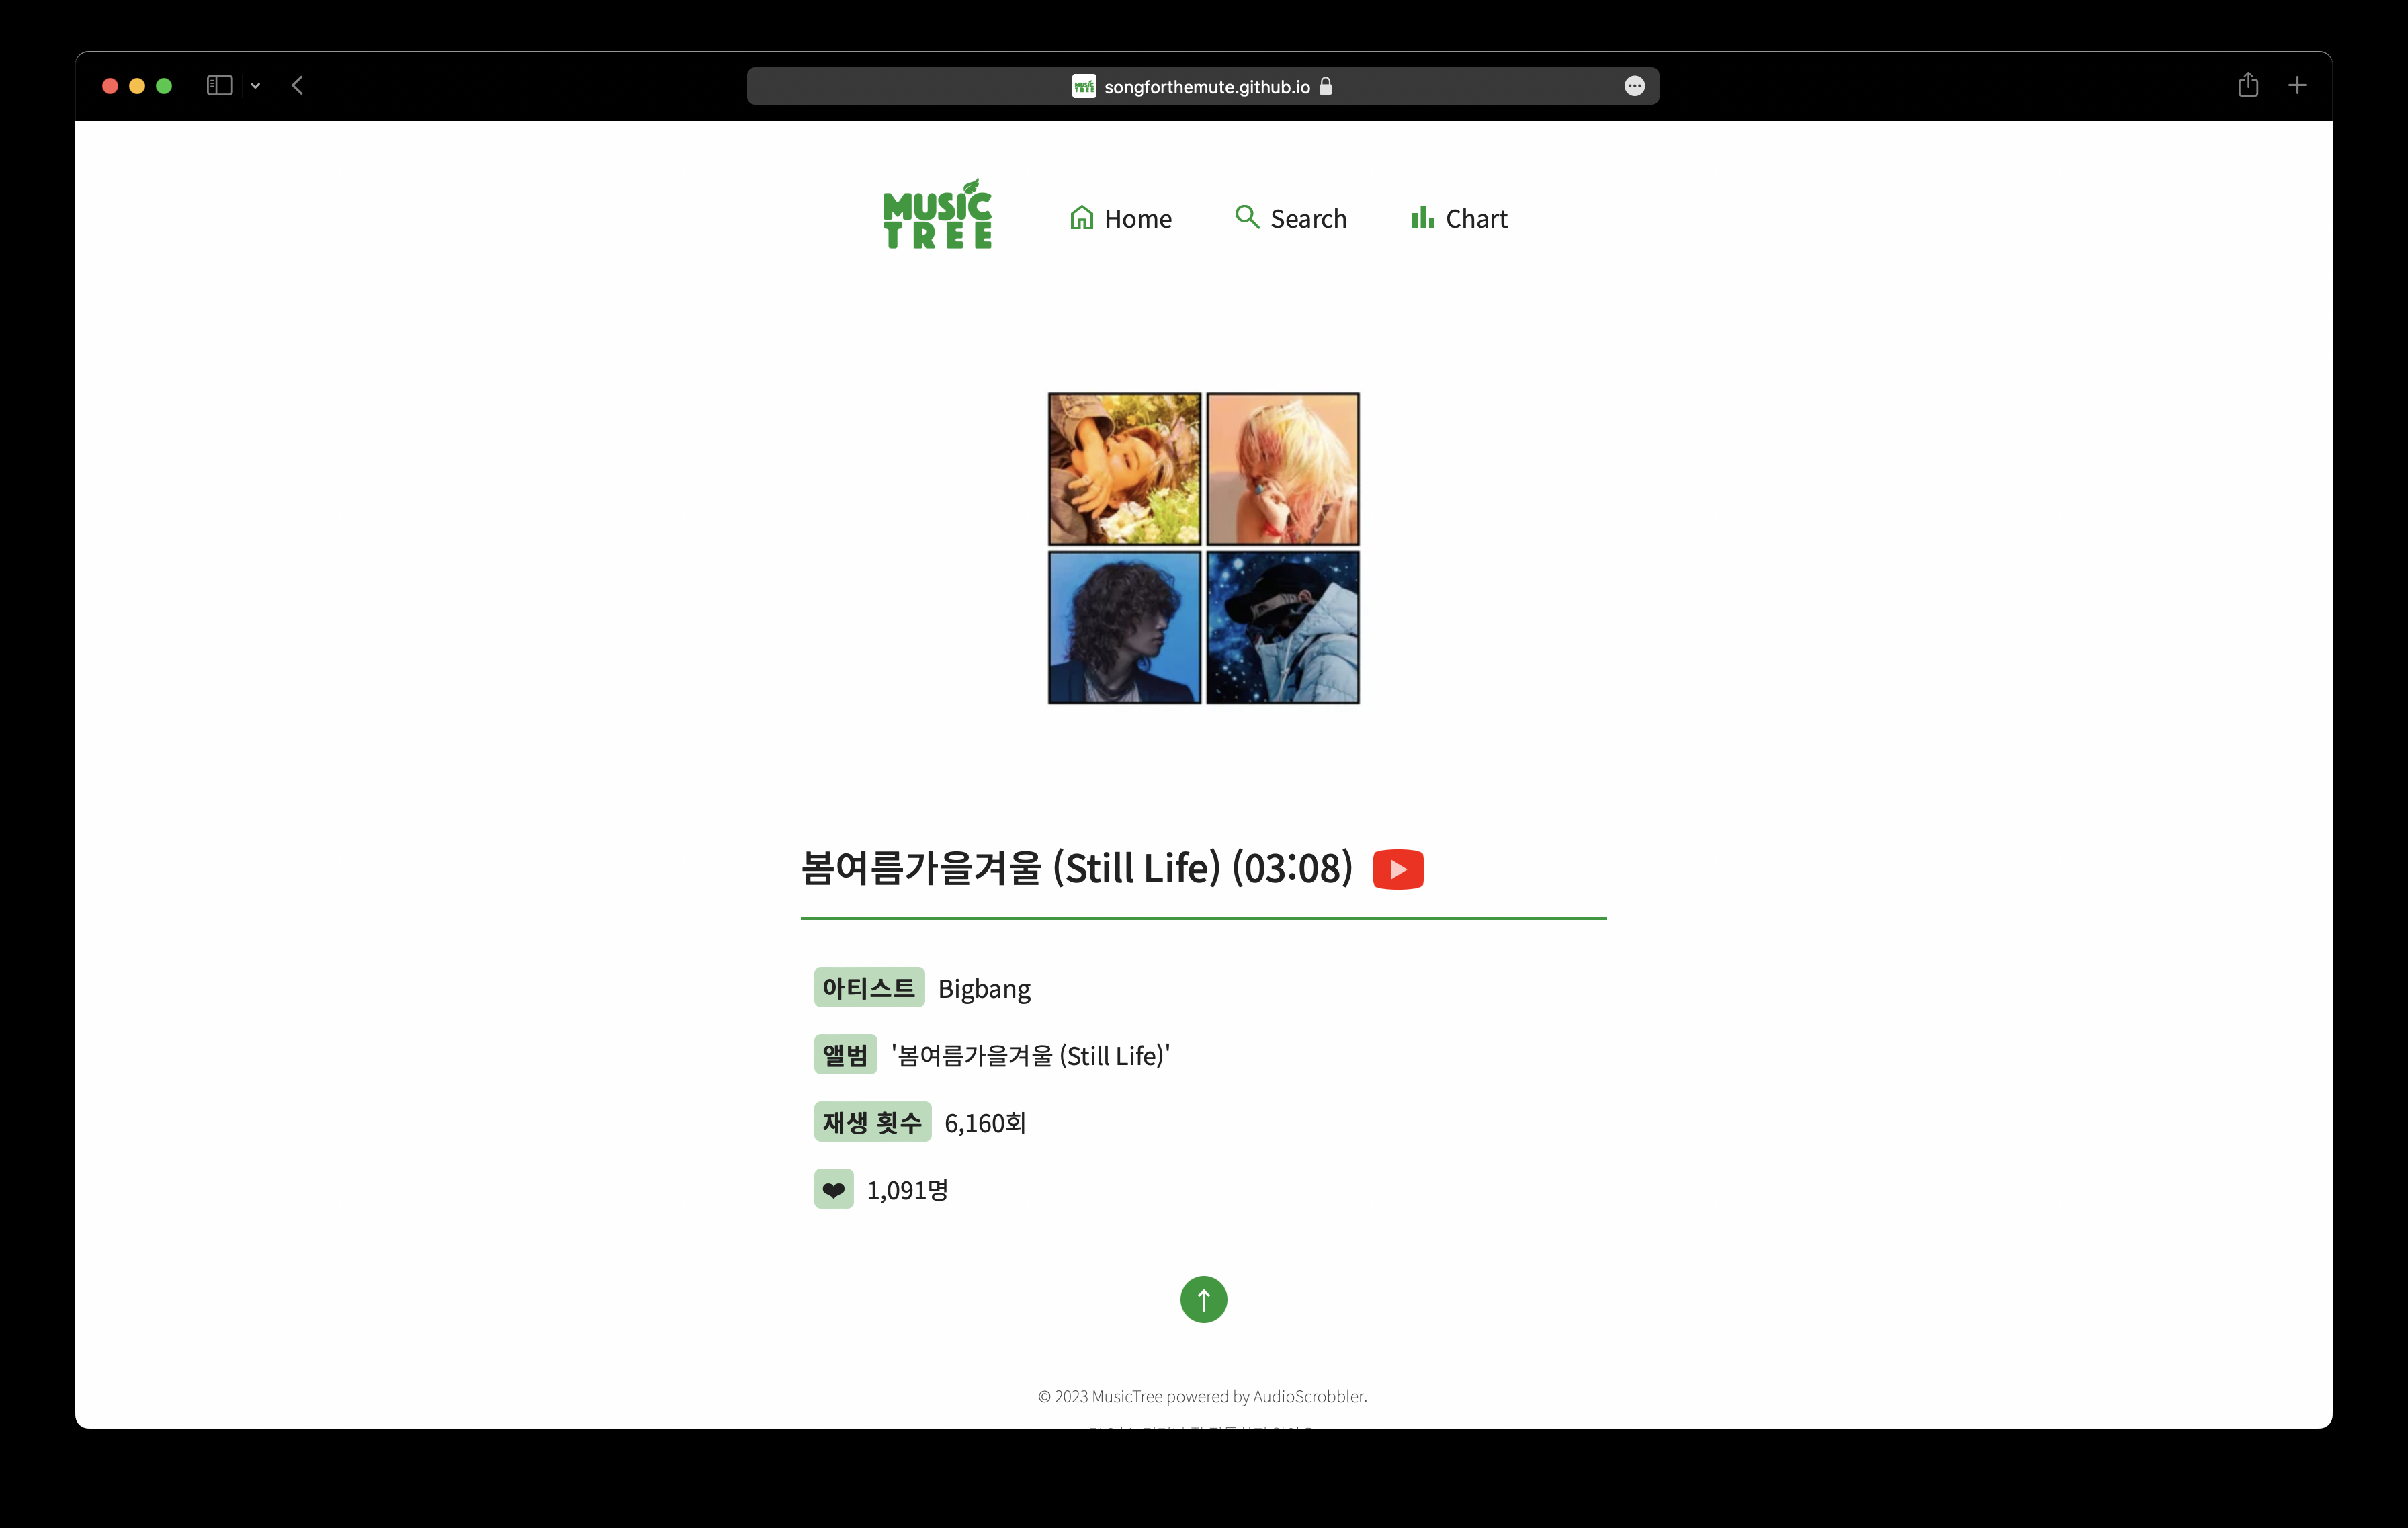 songforthemute.github.io
MUSIC
TREE
Home
Search
Chart
봄여름가을겨울 (Still Life) (03:08)
아티스트 Bigbang
앨범 '봄여름가을겨울 (Still Life)'
재생 횟수 6,160회
❤ 1,091명
↑
© 2023 MusicTree powered by AudioScrobbler.